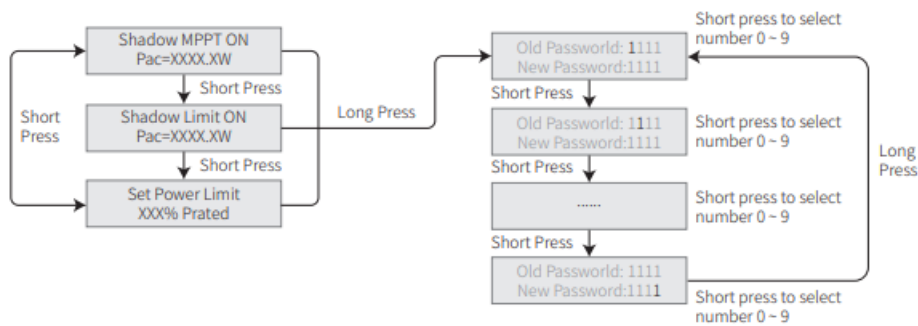 Shadow MPPT ON
Pac=XXXX.XW
Short Press
Shadow Limit ON
Pac=XXXX.XW
Short Press
Set Power Limit
XXX% Prated
Short
Press
Long Press
Old Passworld: 1111
New Password:1111
Short press to select
number 0 ~ 9
Short Press
Old Passworld: 1111
New Password:1111
Short press to select
number 0 ~ 9
Short Press
......
Short press to select
number 0 ~ 9
Short Press
Old Passworld: 1111
New Password:1111
Short press to select
number 0 ~ 9
Long
Press